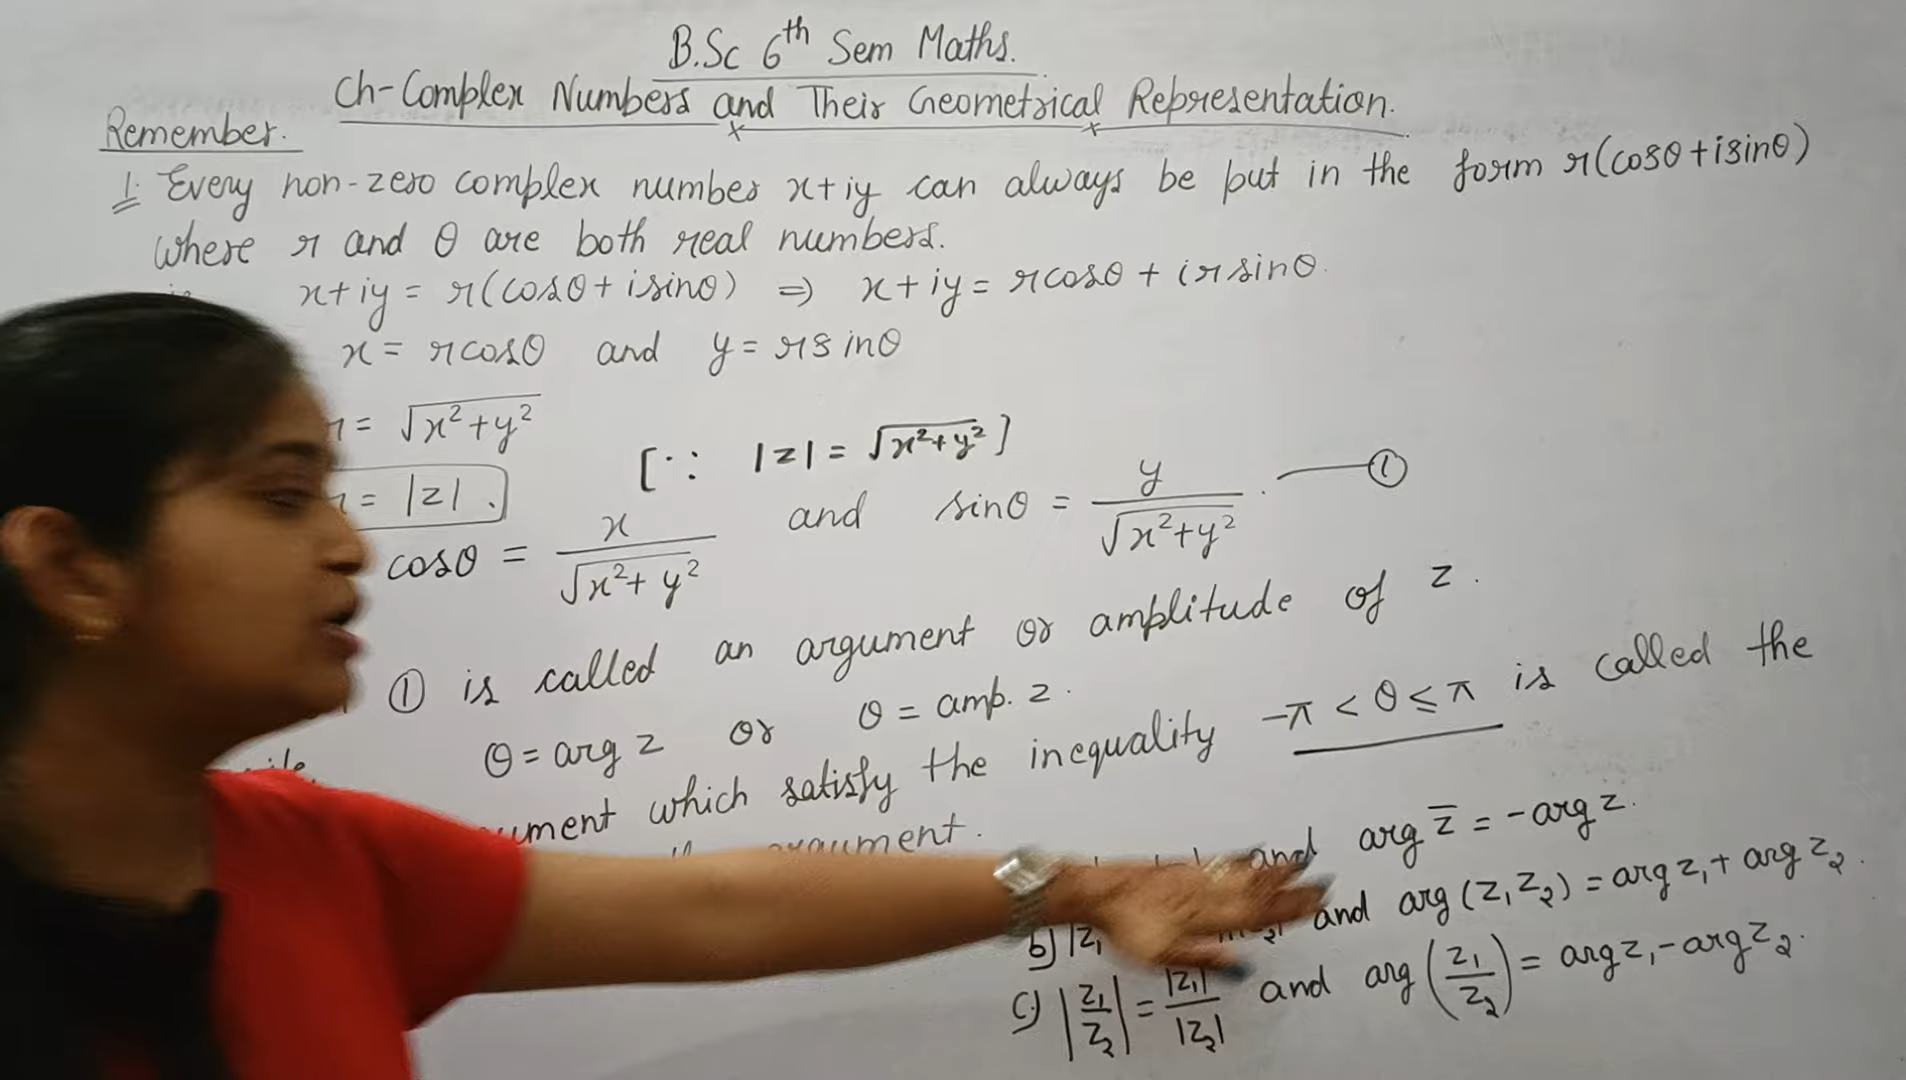 B.Sc 6th Sem Maths.
Ch-Complex Numbers and Their Geometrical Representation.
Remember.
1. Every non-zero complex number x+iy can always be put in the form r(cosθ+isinθ)
where r and θ are both real numbers.
x+iy = r(cosθ+isinθ) ⇒ x+iy = rcosθ + irsinθ.
x = rcosθ and y = rsinθ
r = √x²+y² [∵ |z| = √x²+y²]
r = |z|.
cosθ = x/√x²+y² and sinθ = y/√x²+y². — ①
① is called an argument or amplitude of z.
θ = arg z or θ = amp. z.
which satisfy the inequality -π < θ ≤ π is called the
argument.
and arg z̅ = -arg z.
b) |z₁ and arg(z₁z₂) = arg z₁ + arg z₂.
c) |z₁/z₂| = |z₁|/|z₂| and arg(z₁/z₂) = arg z₁ - arg z₂.